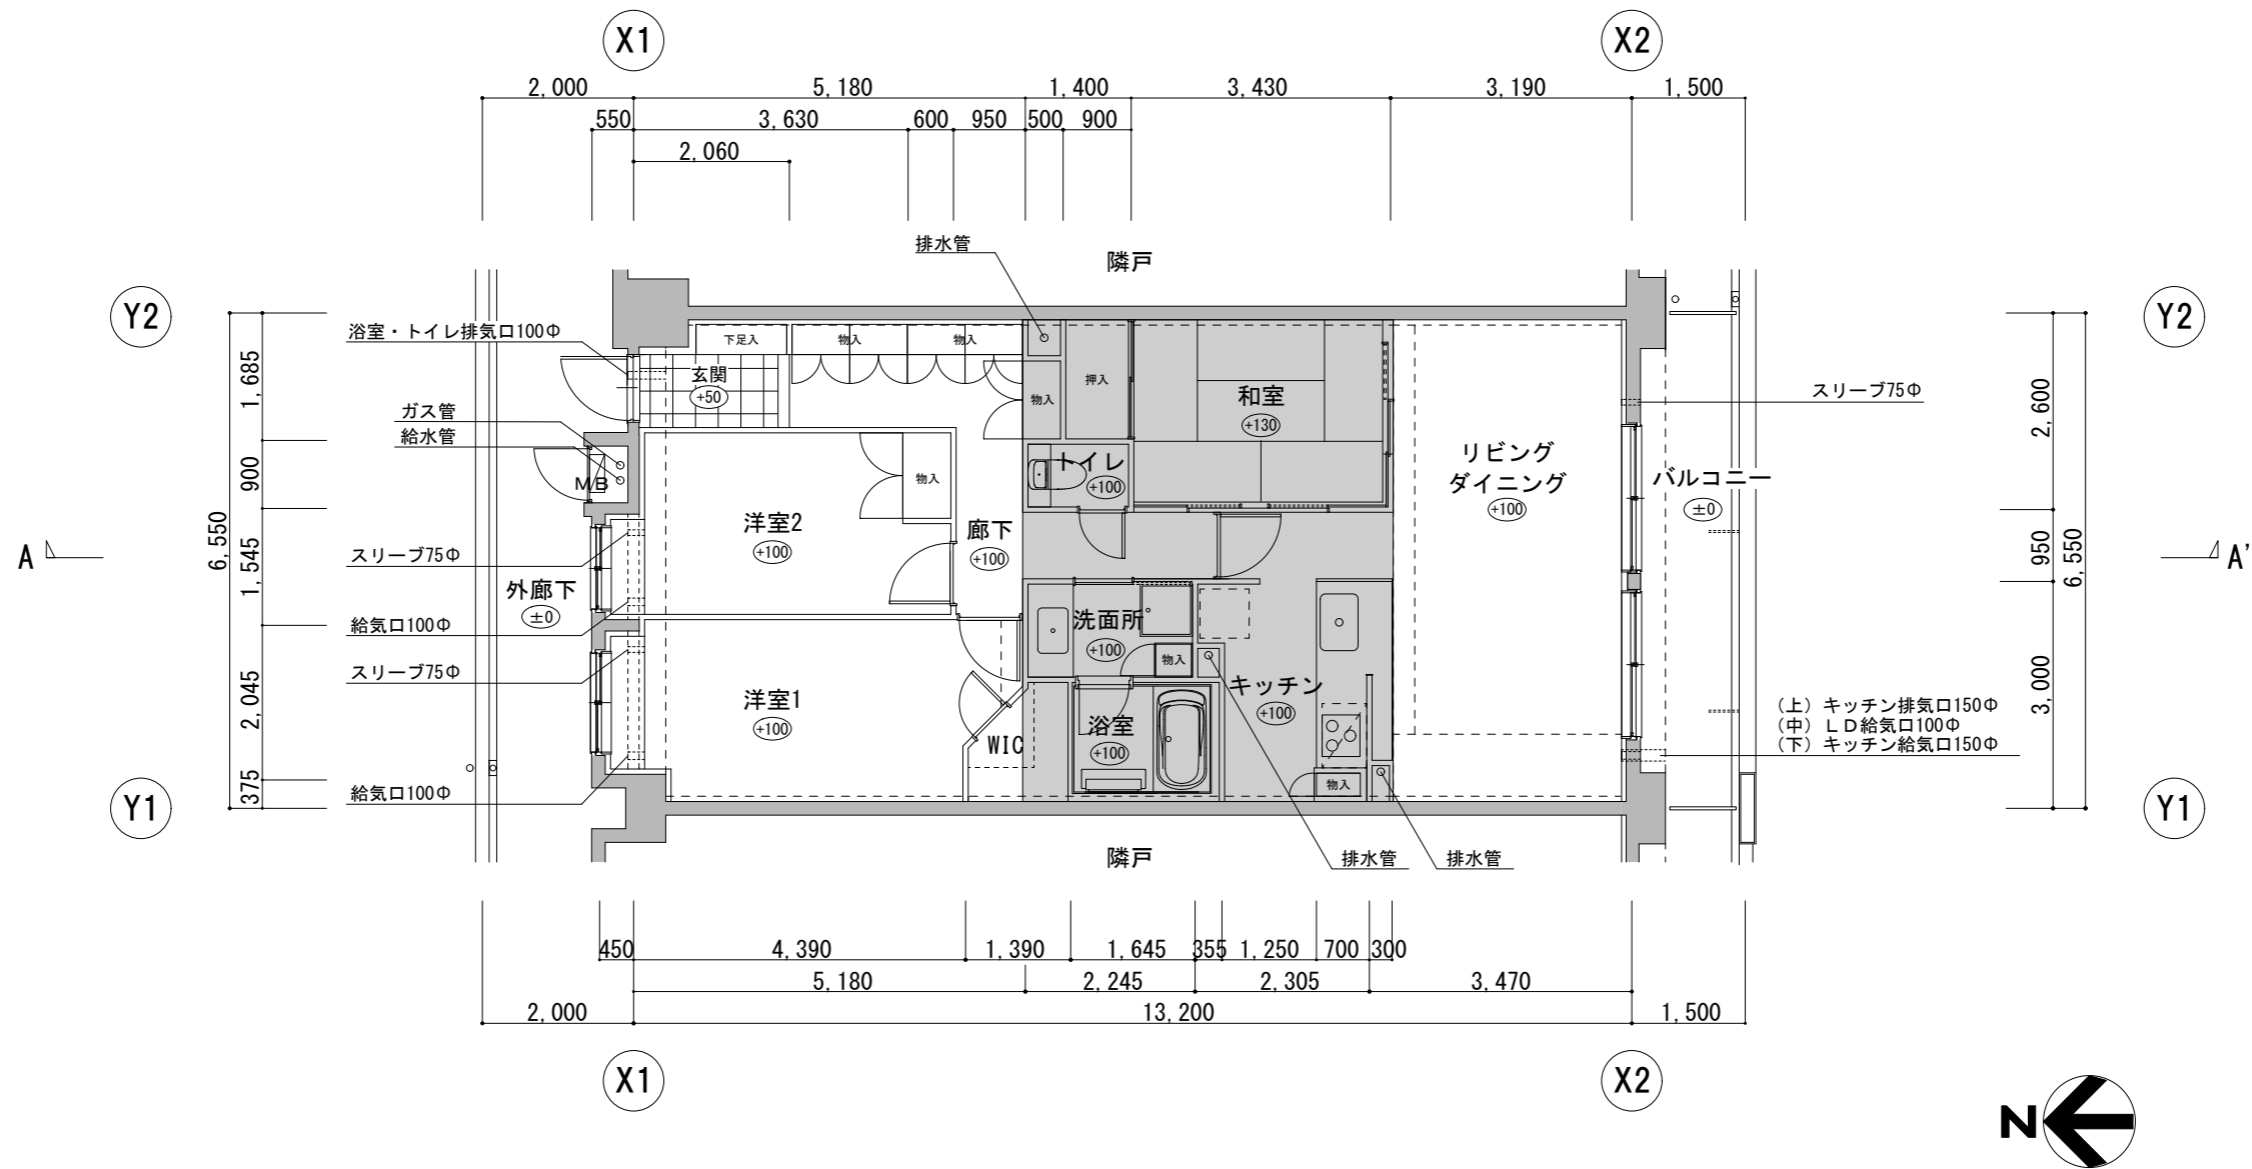 X1
X2
2,000
5,180
1,400
3,430
3,190
1,500
550
3,630
600
950
500
900
2,060
排水管
隣戸
Y2
Y2
浴室・トイレ排気口100Φ
下足入
物入
物入
玄関
+50
押入
物入
和室
+130
スリーブ75Φ
ガス管
給水管
M/B
物入
トイレ
+100
リビング
ダイニング
+100
バルコニー
±0
1,685
900
1,545
2,045
375
6,550
2,600
950
3,000
6,550
洋室2
+100
廊下
+100
A
A'
スリーブ75Φ
外廊下
±0
給気口100Φ
スリーブ75Φ
洗面所
+100
物入
洋室1
+100
WIC
浴室
+100
キッチン
+100
物入
(上) キッチン排気口150Φ
(中) LD給気口100Φ
(下) キッチン給気口150Φ
給気口100Φ
Y1
Y1
隣戸
排水管
排水管
450
4,390
1,390
1,645
355
1,250
700
300
5,180
2,245
2,305
3,470
2,000
13,200
1,500
X1
X2
N